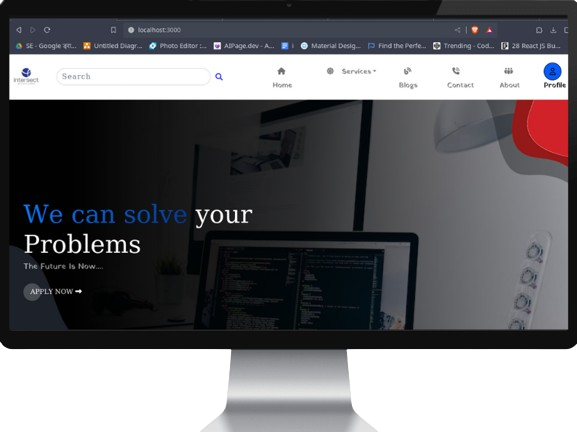 localhost:3000
SE - Google
Untitled Diagr...
Photo Editor :...
AIPage.dev - A...
Material Desig...
Find the Perfe...
Trending - Cod...
28 React JS Bu...
intersect
Search
Home
Services
Blogs
Contact
About
Profile
We can solve your
Problems
The Future Is Now....
APPLY NOW